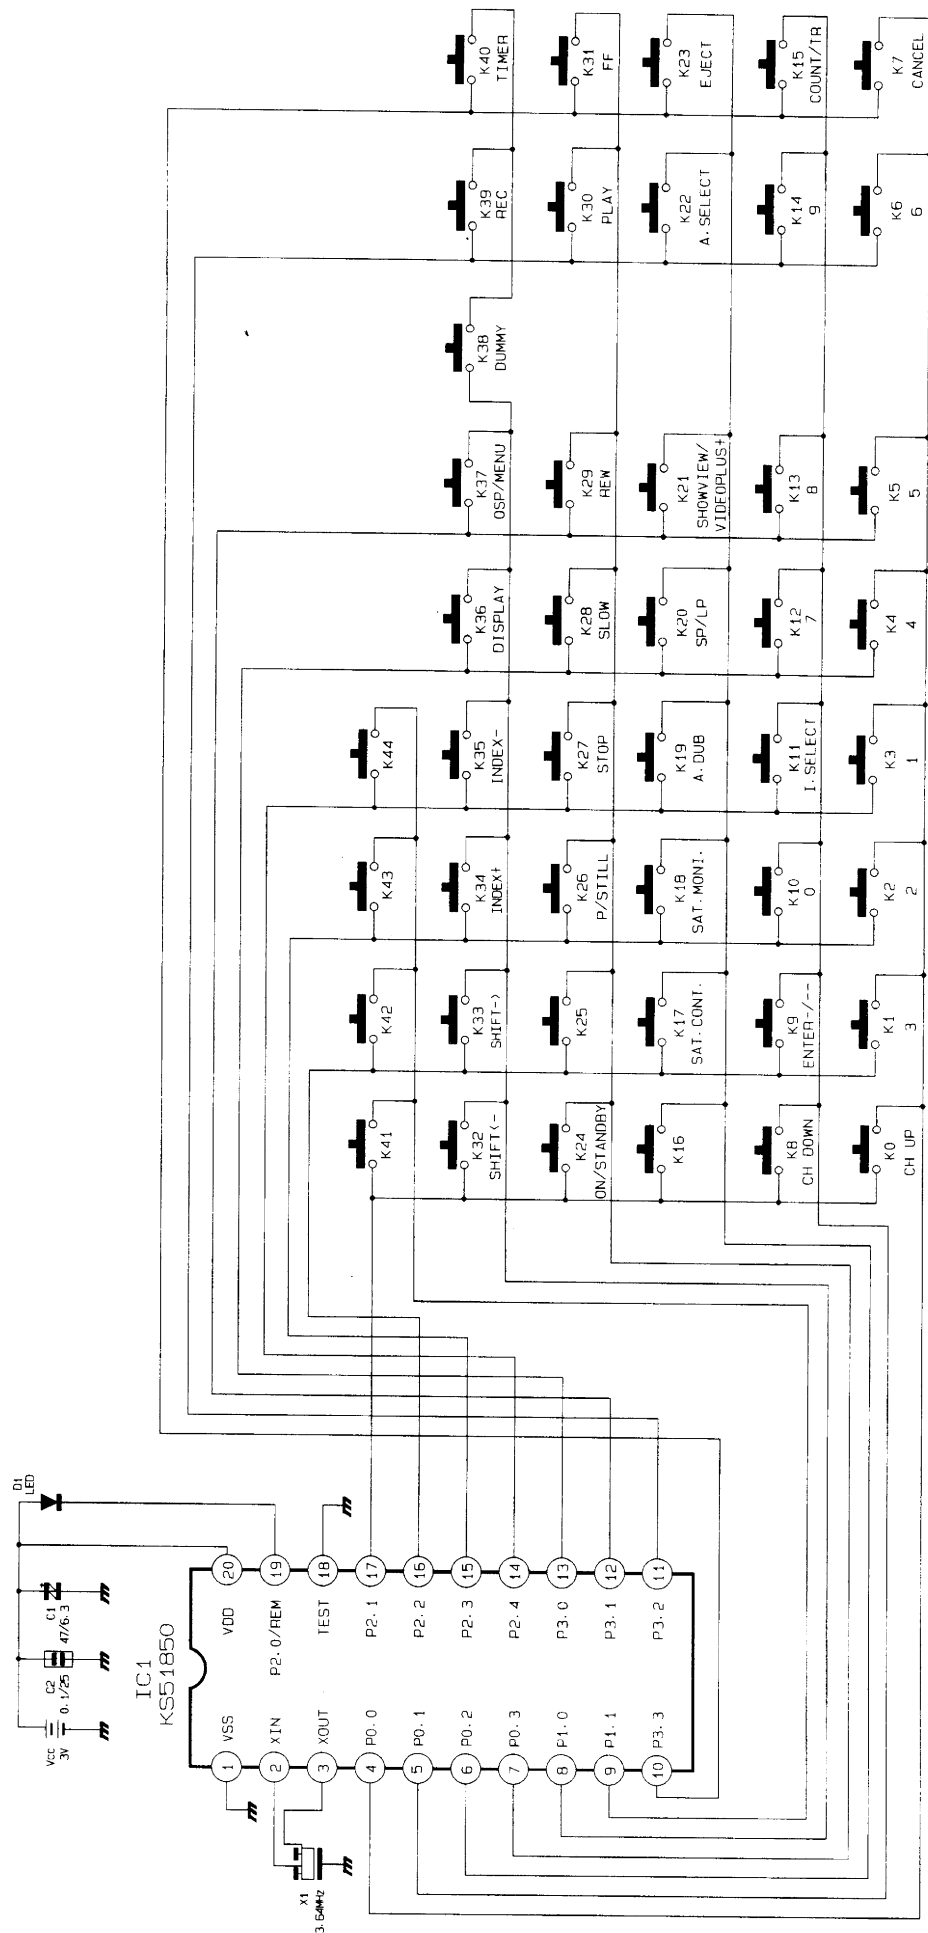 D1
LED
C1
47/6.3
C2
0.1/25
Vcc
3V
IC1
KS51850
X1
3.64MHz
1
VSS
2
XIN
3
XOUT
4
P0.0
5
P0.1
6
P0.2
7
P0.3
8
P1.0
9
P1.1
10
P3.3
20
VDD
19
P2.0/REM
18
TEST
17
P2.1
16
P2.2
15
P2.3
14
P2.4
13
P3.0
12
P3.1
11
P3.2
K41
K42
K43
K44
K32
SHIFT<-
K33
SHIFT->
K34
INDEX+
K35
INDEX-
K36
DISPLAY
K37
OSP/MENU
K38
DUMMY
K39
REC
K40
TIMER
K24
ON/STANDBY
K25
K26
P/STILL
K27
STOP
K28
SLOW
K29
REW
K30
PLAY
K31
FF
K16
K17
SAT.CONT.
K18
SAT.MONI.
K19
A.DUB
K20
SP/LP
K21
SHOWVIEW/
VIDEOPLUS+
K22
A.SELECT
K23
EJECT
K8
CH DOWN
K9
ENTER-/--
K10
0
K11
I.SELECT
K12
7
K13
8
K14
9
K15
COUNT/TR
K0
CH UP
K1
3
K2
2
K3
1
K4
4
K5
5
K6
6
K7
CANCEL